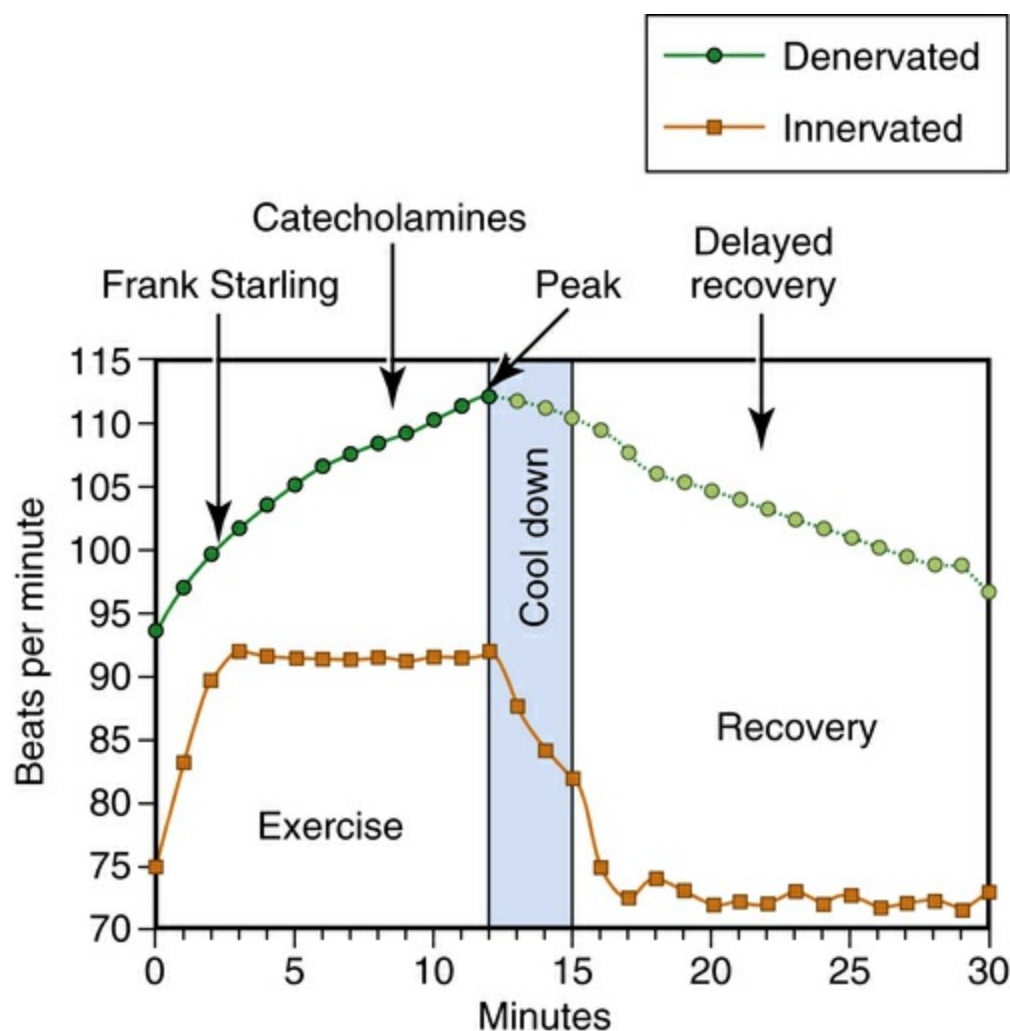 Denervated
Innervated
Catecholamines
Frank Starling
Peak
Delayed
recovery
115
110
105
100
95
90
85
80
75
70
Beats per minute
Cool down
Exercise
Recovery
0 5 10 15 20 25 30
Minutes